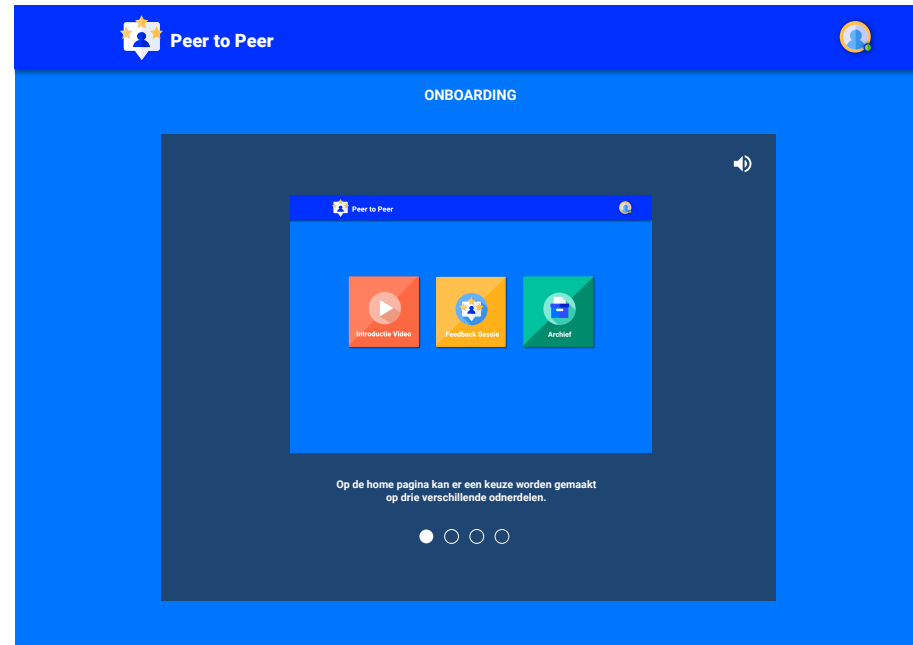 Peer to Peer
ONBOARDING
Peer to Peer
Introductie Video
Feedback Sessie
Archief
Op de home pagina kan er een keuze worden gemaakt
op drie verschillende odnerdelen.